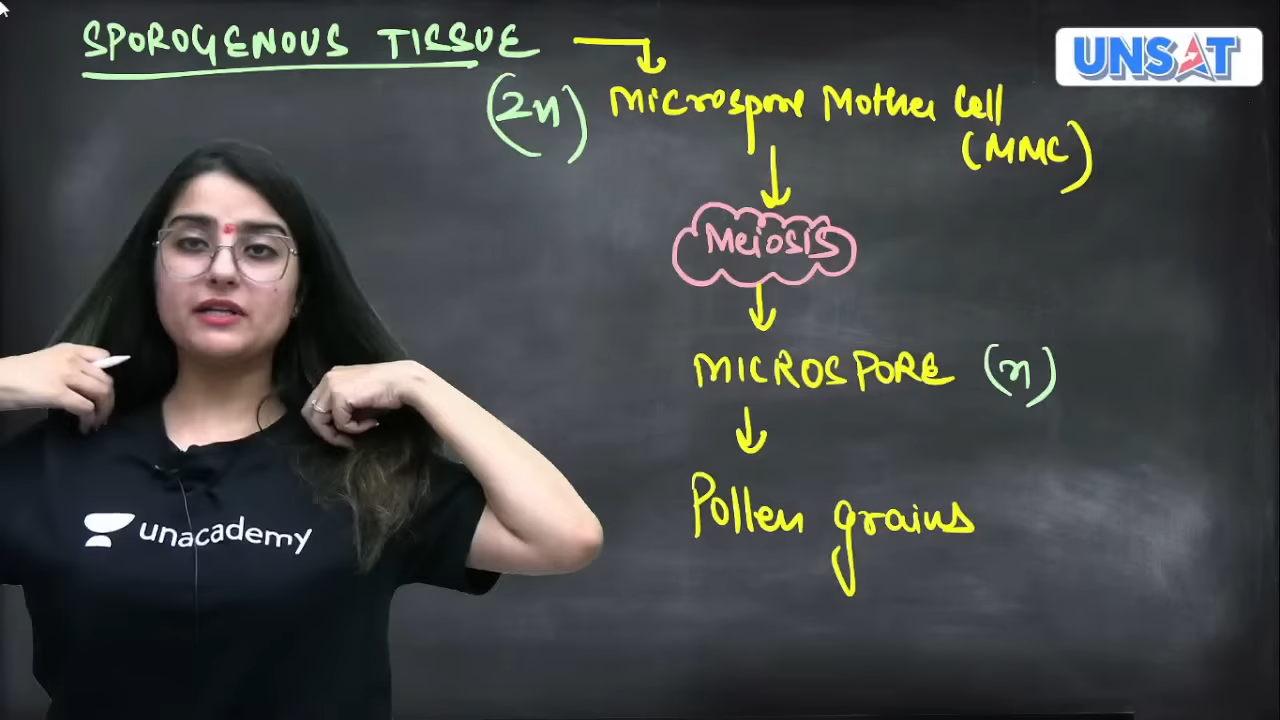 SPOROGENOUS TISSUE
UNSAT
(2n) Microspore Mother Cell
(MMC)
Meiosis
MICROSPORE (n)
Pollen grains
unacademy